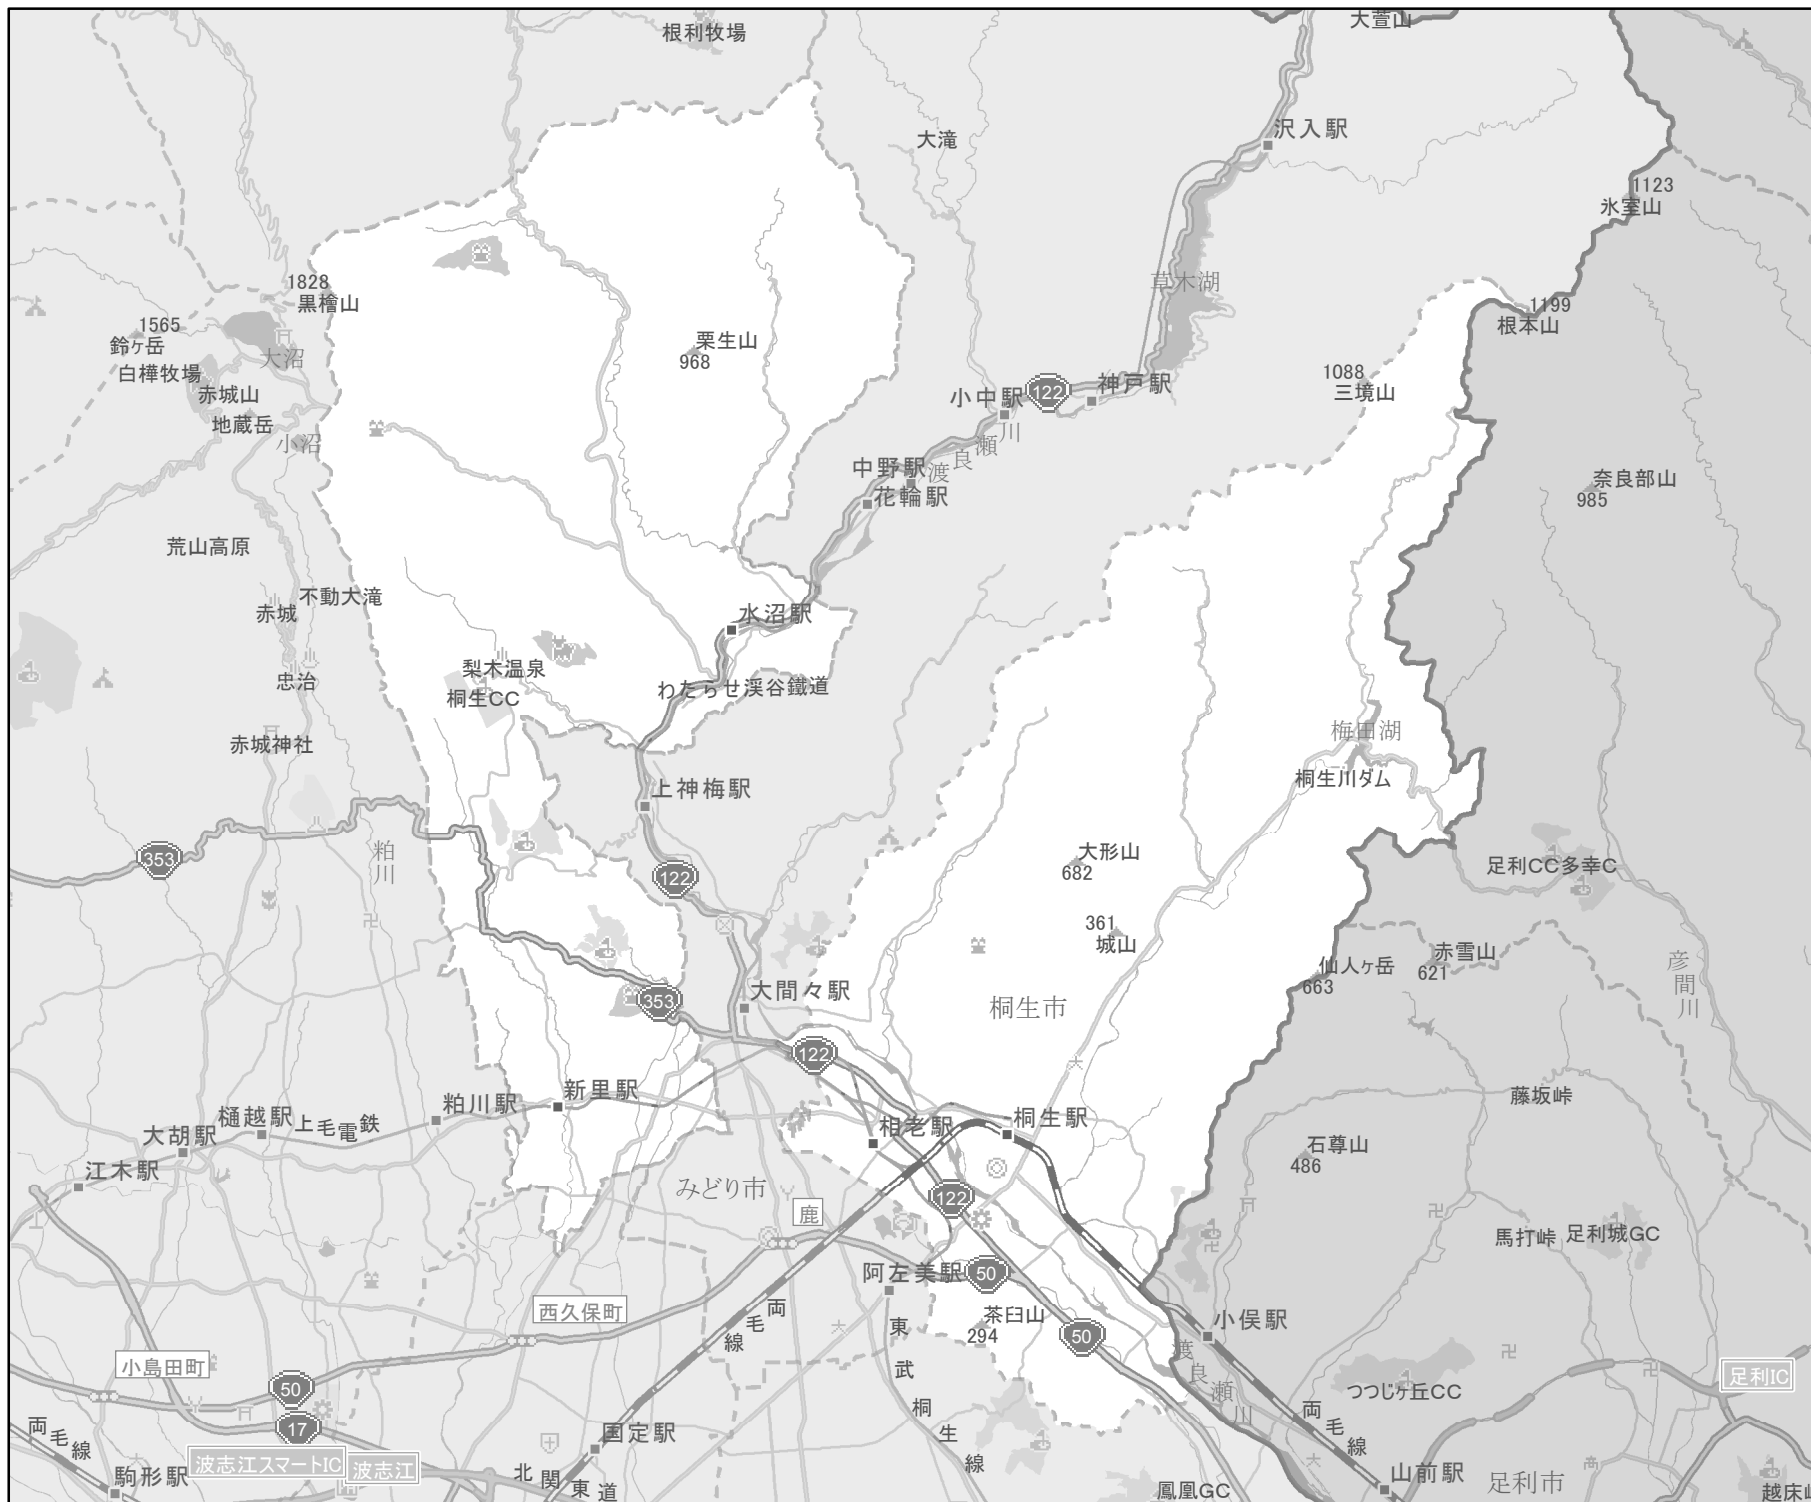 大萱山
根利牧場
沢入駅
大滝
1123
氷室山
草木湖
1828
黒檜山
1199
根本山
1565
鈴ヶ岳
大沼
栗生山
968
白樺牧場
赤城山
地蔵岳
小沼
1088
三境山
122
神戸駅
小中駅
渡良瀬川
中野駅
花輪駅
奈良部山
985
荒山高原
不動大滝
赤城
水沼駅
忠治
梨木温泉
桐生CC
わたらせ渓谷鐵道
赤城神社
梅田湖
桐生川ダム
上神梅駅
353
粕川
122
大形山
682
足利CC多幸C
361
城山
仙人ヶ岳
663
赤雪山
621
彦間川
353
大間々駅
桐生市
122
新里駅
粕川駅
上毛電鉄
樋越駅
大胡駅
江木駅
相老駅
桐生駅
藤坂峠
石尊山
486
みどり市
鹿
122
馬打峠
足利城GC
阿左美駅
50
西久保町
両毛線
茶臼山
294
50
小俣駅
小島田町
50
17
東武桐生線
渡良瀬川
つつじヶ丘CC
足利IC
両毛線
波志江スマートIC
波志江
国定駅
両毛線
駒形駅
北関東道
鳳凰GC
山前駅
足利市